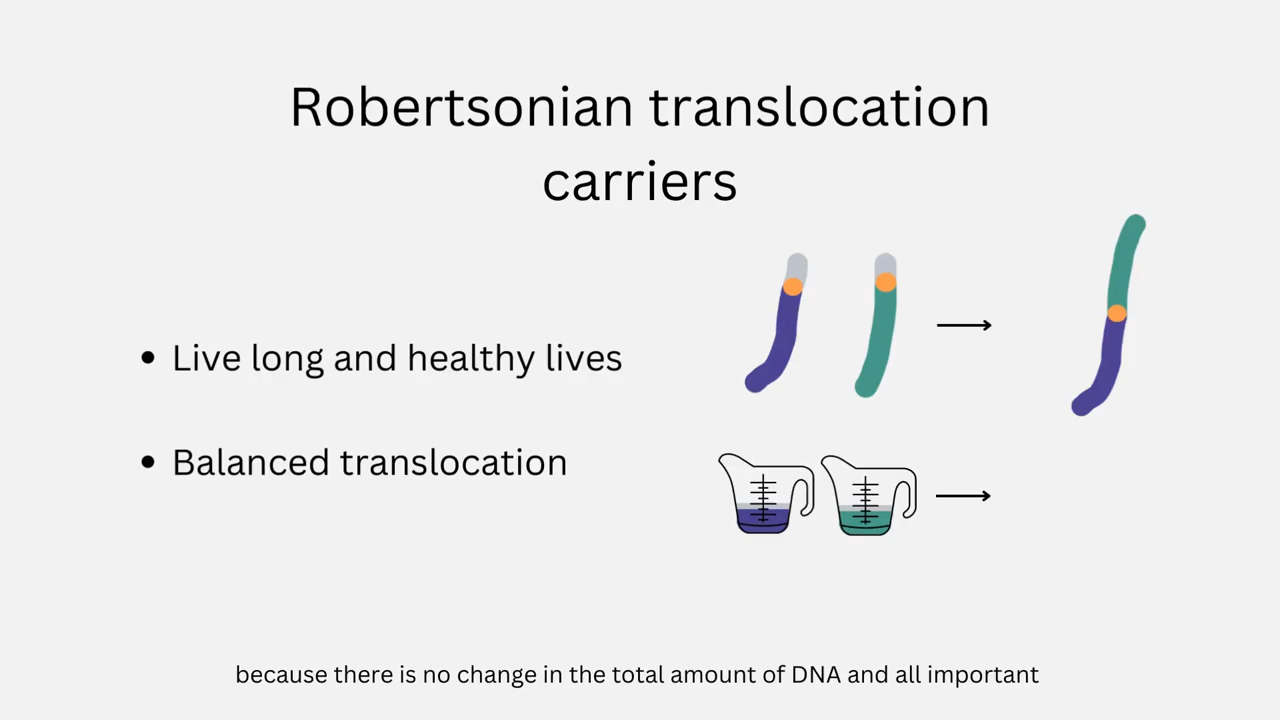 Robertsonian translocation
carriers
• Live long and healthy lives
• Balanced translocation
because there is no change in the total amount of DNA and all important